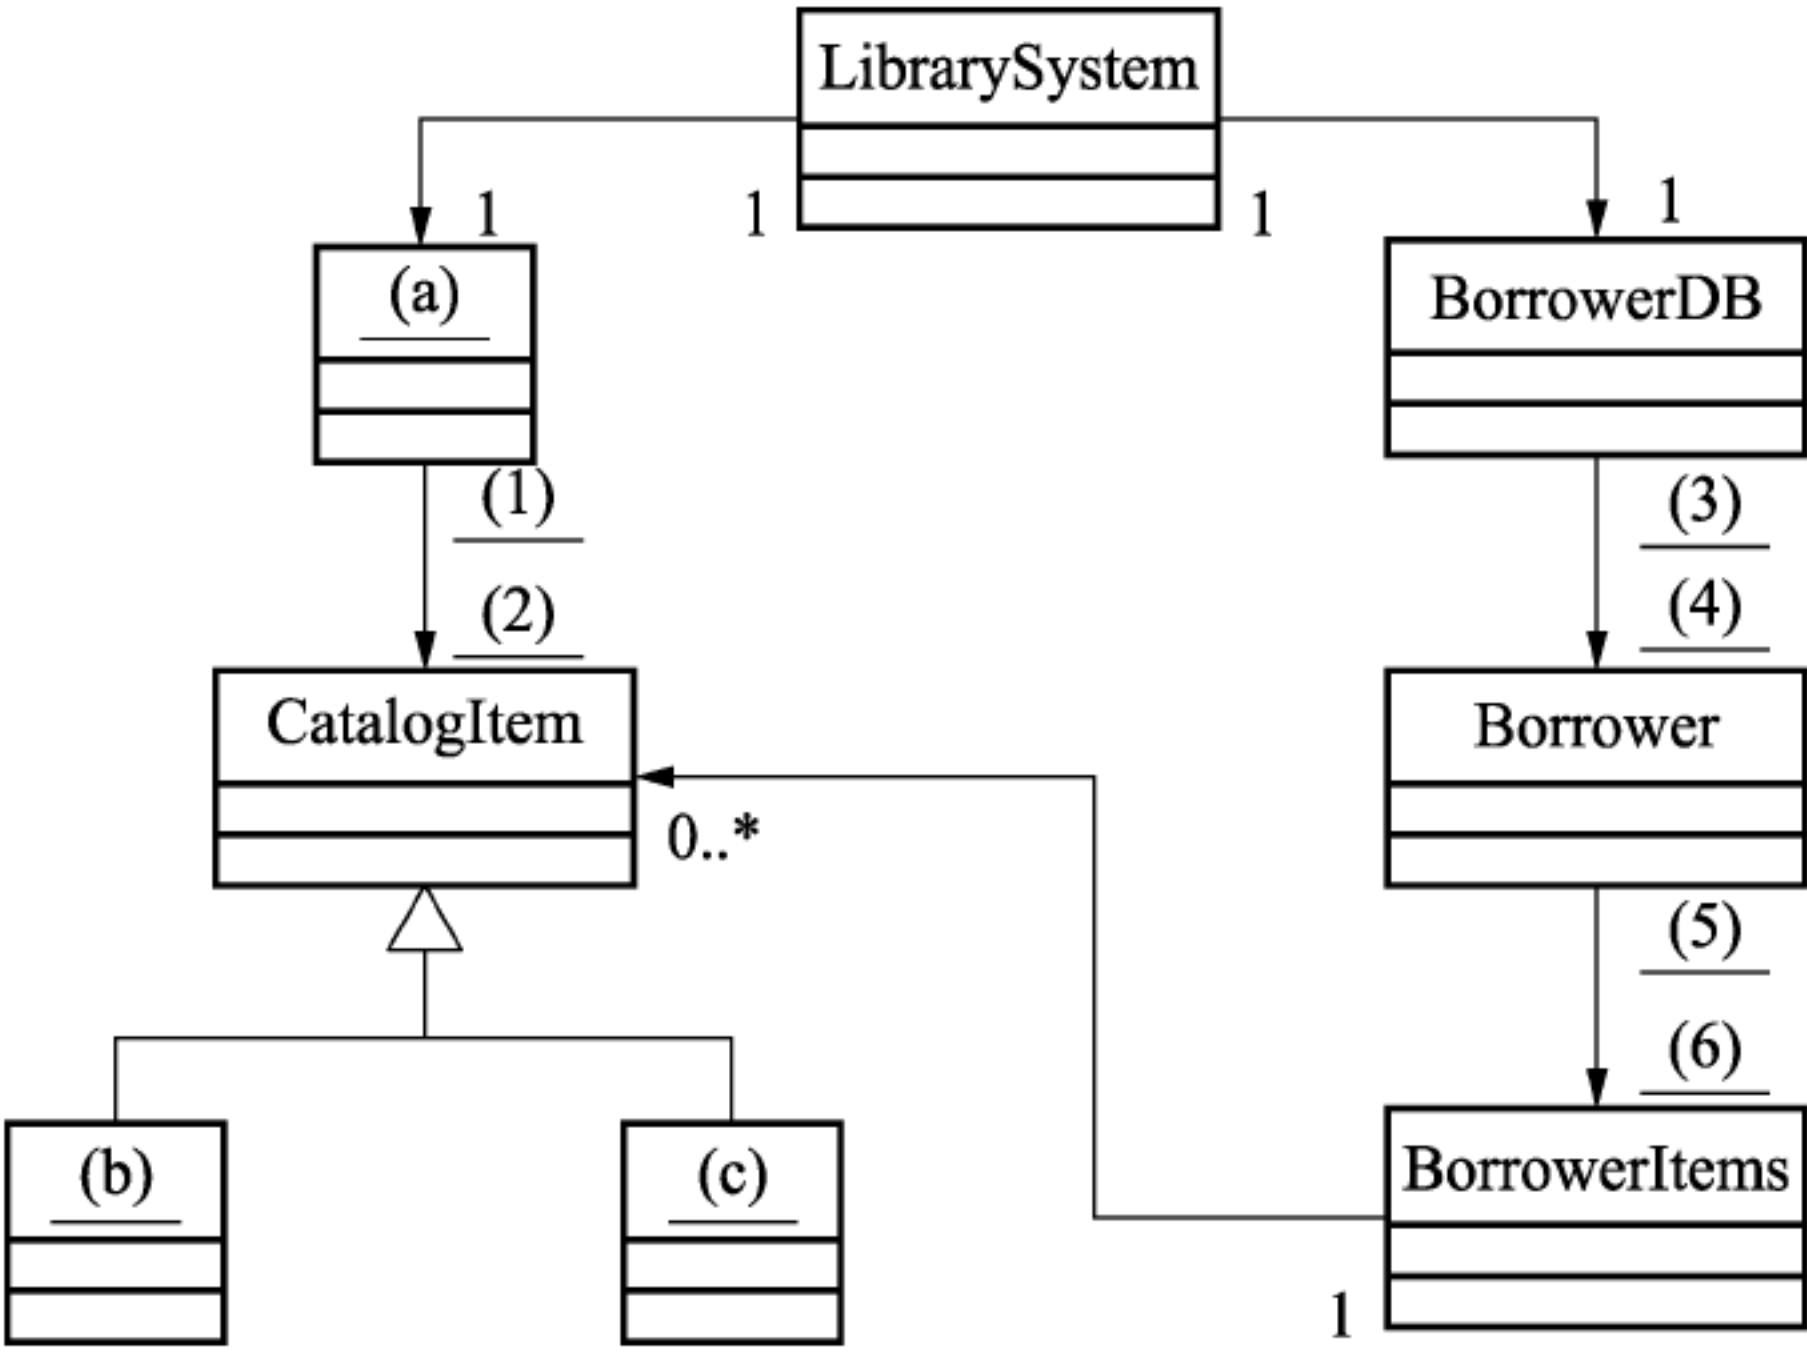 LibrarySystem
1
1
1
1
(a)
BorrowerDB
(1)
(2)
(3)
(4)
CatalogItem
0..*
Borrower
(5)
(6)
(b)
(c)
BorrowerItems
1